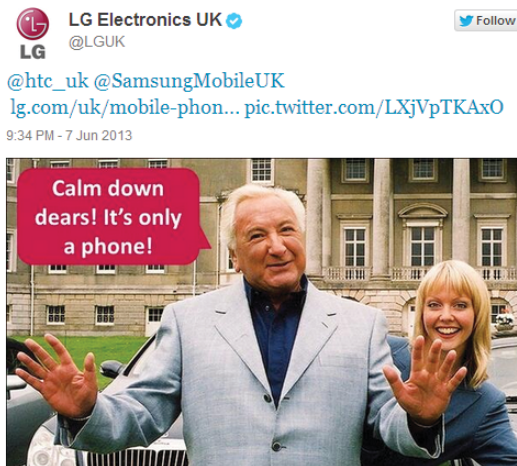 LG Electronics UK
@LGUK
Follow
LG
@htc_uk @SamsungMobileUK
lg.com/uk/mobile-phon... pic.twitter.com/LXjVpTKAxO
9:34 PM - 7 Jun 2013
Calm down
dears! It's only
a phone!